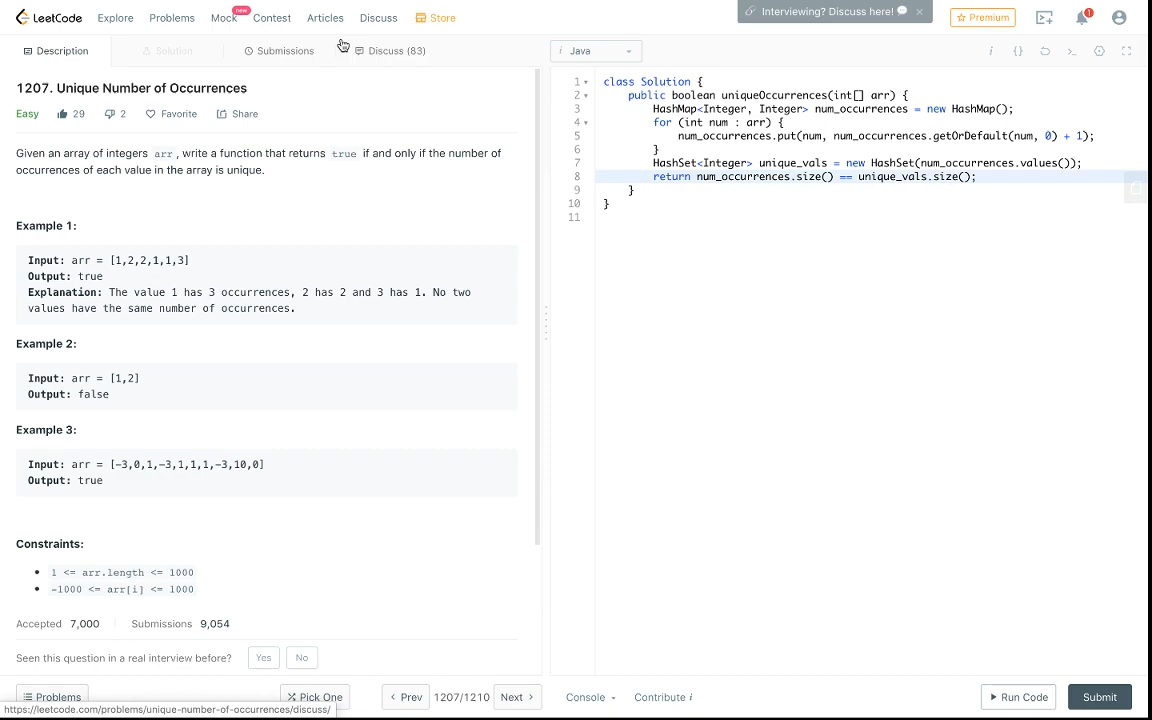 LeetCode Explore Problems Mock new Contest Articles Discuss Store Interviewing? Discuss here! Premium 1
Description Solution Submissions Discuss (83) i Java i {}
1207. Unique Number of Occurrences
Easy 29 2 Favorite Share
Given an array of integers arr, write a function that returns true if and only if the number of
occurrences of each value in the array is unique.
Example 1:
Input: arr = [1,2,2,1,1,3]
Output: true
Explanation: The value 1 has 3 occurrences, 2 has 2 and 3 has 1. No two
values have the same number of occurrences.
Example 2:
Input: arr = [1,2]
Output: false
Example 3:
Input: arr = [-3,0,1,-3,1,1,1,-3,10,0]
Output: true
Constraints:
1 <= arr.length <= 1000
-1000 <= arr[i] <= 1000
Accepted 7,000 Submissions 9,054
Seen this question in a real interview before? Yes No
Problems Pick One Prev 1207/1210 Next
https://leetcode.com/problems/unique-number-of-occurrences/discuss/
1 class Solution {
2 public boolean uniqueOccurrences(int[] arr) {
3 HashMap<Integer, Integer> num_occurrences = new HashMap();
4 for (int num : arr) {
5 num_occurrences.put(num, num_occurrences.getOrDefault(num, 0) + 1);
6 }
7 HashSet<Integer> unique_vals = new HashSet(num_occurrences.values());
8 return num_occurrences.size() == unique_vals.size();
9 }
10 }
11
Console Contribute i Run Code Submit